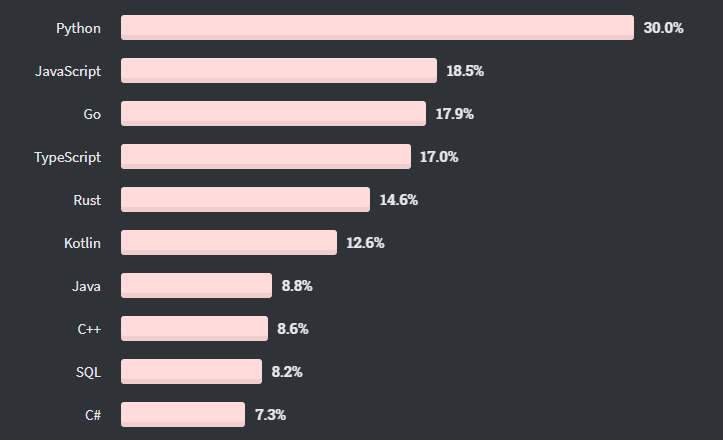 Python 30.0%
JavaScript 18.5%
Go 17.9%
TypeScript 17.0%
Rust 14.6%
Kotlin 12.6%
Java 8.8%
C++ 8.6%
SQL 8.2%
C# 7.3%